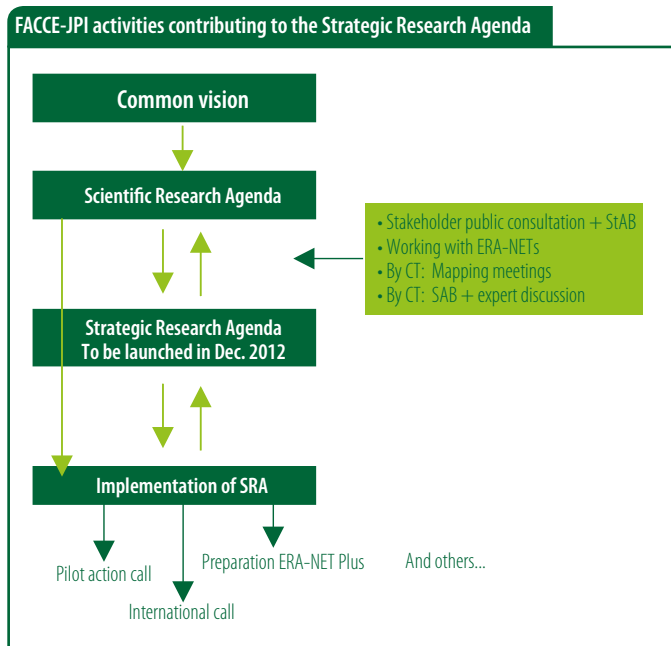 FACCE-JPI activities contributing to the Strategic Research Agenda
Common vision
Scientific Research Agenda
• Stakeholder public consultation + StAB
• Working with ERA-NETs
• By CT: Mapping meetings
• By CT: SAB + expert discussion
Strategic Research Agenda
To be launched in Dec. 2012
Implementation of SRA
Pilot action call
International call
Preparation ERA-NET Plus
And others...